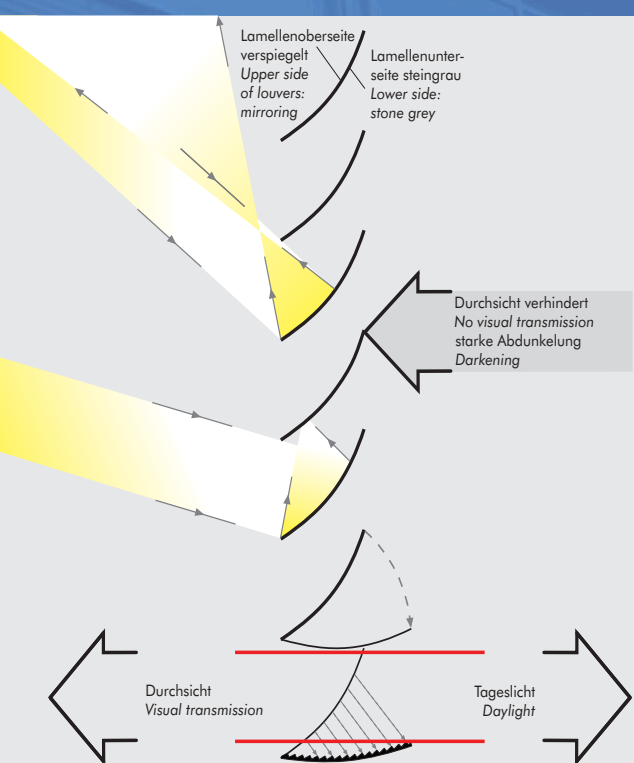 Lamellenoberseite
verspiegelt
Upper side
of louvers:
mirroring
Lamellenunter-
seite steingrau
Lower side:
stone grey
Durchsicht verhindert
No visual transmission
starke Abdunkelung
Darkening
Durchsicht
Visual transmission
Tageslicht
Daylight